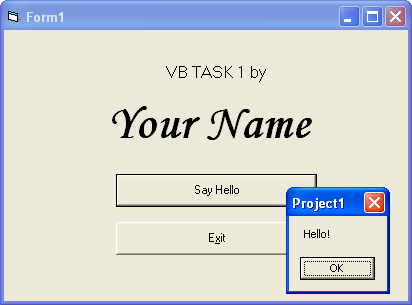 Form1
VB TASK 1 by
Your Name
Say Hello
Exit
Project1
Hello!
OK